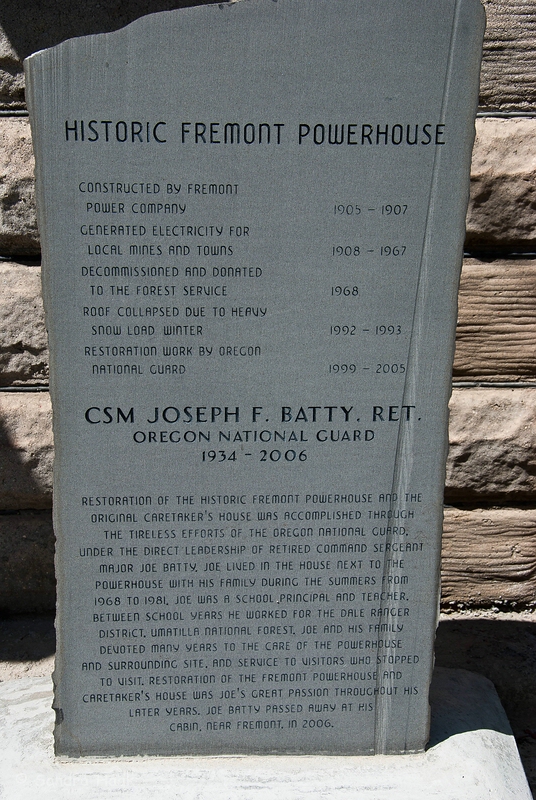 HISTORIC FREMONT POWERHOUSE
CONSTRUCTED BY FREMONT
POWER COMPANY 1905 - 1907
GENERATED ELECTRICITY FOR
LOCAL MINES AND TOWNS 1908 - 1967
DECOMMISSIONED AND DONATED
TO THE FOREST SERVICE 1968
ROOF COLLAPSED DUE TO HEAVY
SNOW LOAD WINTER 1992 - 1993
RESTORATION WORK BY OREGON
NATIONAL GUARD 1999 - 2005
CSM JOSEPH F. BATTY, RET.
OREGON NATIONAL GUARD
1934 - 2006
RESTORATION OF THE HISTORIC FREMONT POWERHOUSE AND THE
ORIGINAL CARETAKER'S HOUSE WAS ACCOMPLISHED THROUGH
THE TIRELESS EFFORTS OF THE OREGON NATIONAL GUARD,
UNDER THE DIRECT LEADERSHIP OF RETIRED COMMAND SERGEANT
MAJOR JOE BATTY. JOE LIVED IN THE HOUSE NEXT TO THE
POWERHOUSE WITH HIS FAMILY DURING THE SUMMERS FROM
1968 TO 1981. JOE WAS A SCHOOL PRINCIPAL AND TEACHER.
BETWEEN SCHOOL YEARS HE WORKED FOR THE DALE RANGER
DISTRICT, UMATILLA NATIONAL FOREST. JOE AND HIS FAMILY
DEVOTED MANY YEARS TO THE CARE OF THE POWERHOUSE
AND SURROUNDING SITE, AND SERVICE TO VISITORS WHO STOPPED
TO VISIT. RESTORATION OF THE FREMONT POWERHOUSE AND
CARETAKER'S HOUSE WAS JOE'S GREAT PASSION THROUGHOUT HIS
LATER YEARS. JOE BATTY PASSED AWAY AT HIS
CABIN, NEAR FREMONT, IN 2006.